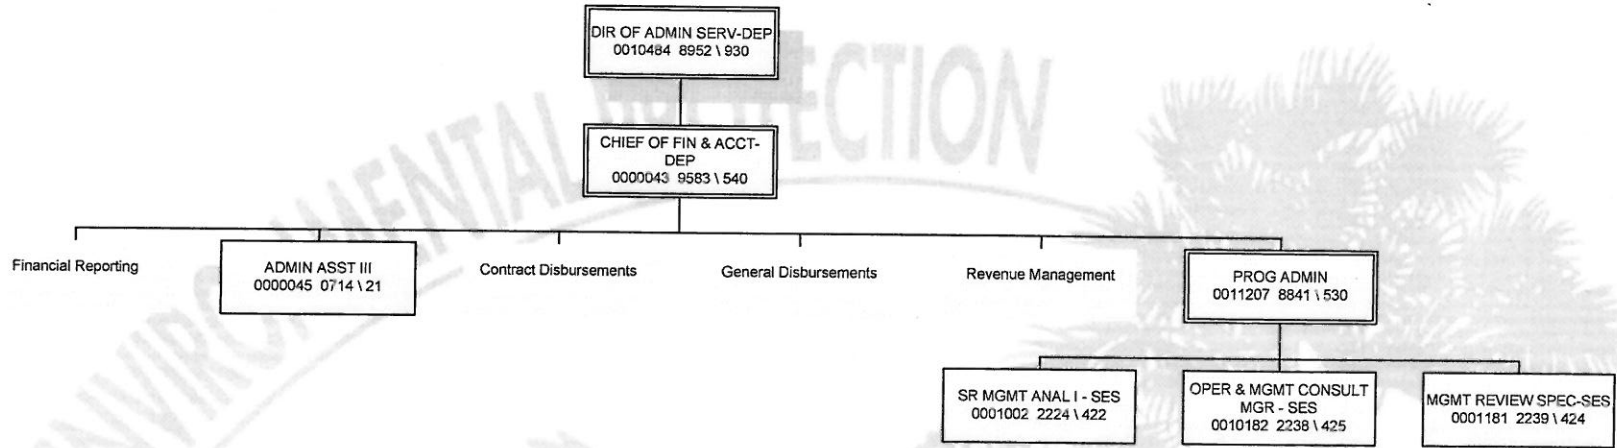 DIR OF ADMIN SERV-DEP
0010484 8952 \ 930
CHIEF OF FIN & ACCT-
DEP
0000043 9583 \ 540
Financial Reporting
ADMIN ASST III
0000045 0714 \ 21
Contract Disbursements
General Disbursements
Revenue Management
PROG ADMIN
0011207 8841 \ 530
SR MGMT ANAL I - SES
0001002 2224 \ 422
OPER & MGMT CONSULT
MGR - SES
0010182 2238 \ 425
MGMT REVIEW SPEC-SES
0001181 2239 \ 424
ENVIRONMENTAL